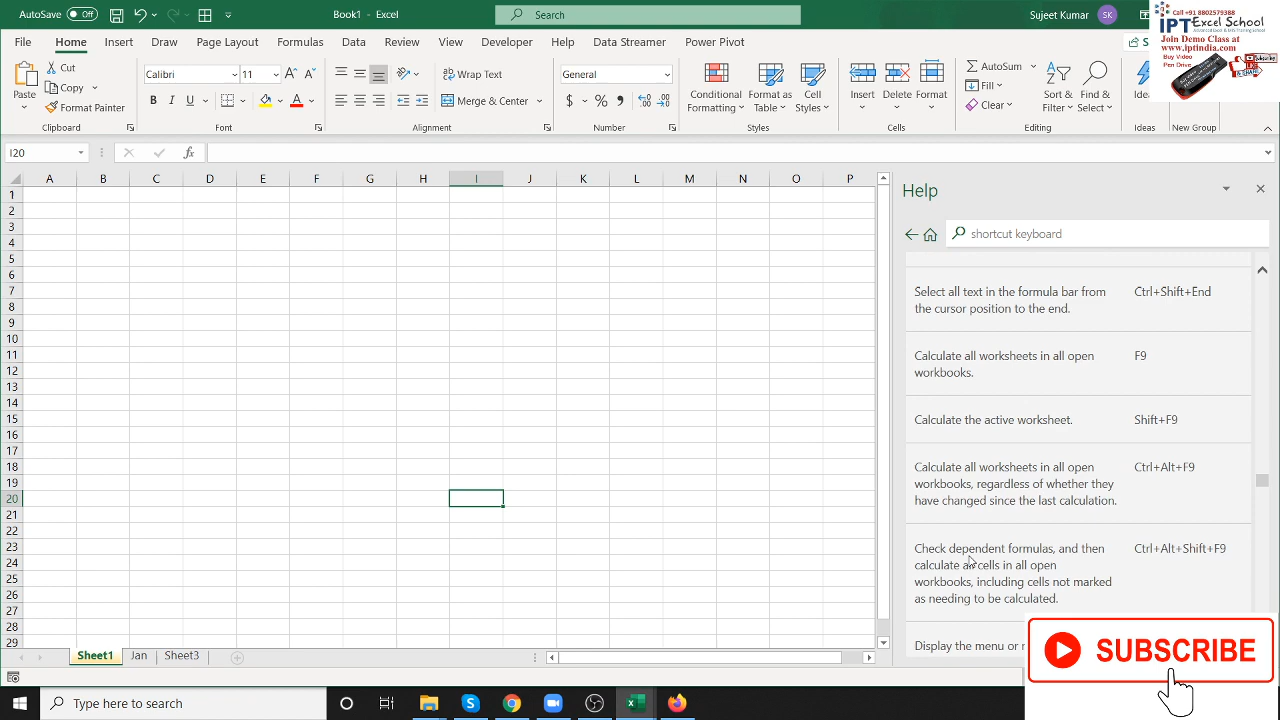 AutoSave Off Book1 - Excel Search Sujeet Kumar SK
Call +91 8802579388
IPT Excel School
Advanced Excel & VBA Training School
Join Demo Class at
www.iptindia.com
Buy Video
Pen Drive
Subscribe
& SHARE
File Home Insert Draw Page Layout Formulas Data Review View Developer Help Data Streamer Power Pivot S
Paste Cut Copy Format Painter
Calibri 11 A A
B I U A
Wrap Text
Merge & Center
General
$ % ,
Conditional Formatting
Format as Table
Cell Styles
Insert Delete Format
AutoSum Fill Clear
Sort & Filter
Find & Select
Ideas
Clipboard Font Alignment Number Styles Cells Editing Ideas New Group
I20 fx
A B C D E F G H I J K L M N O P
1
2
3
4
5
6
7
8
9
10
11
12
13
14
15
16
17
18
19
20
21
22
23
24
25
26
27
28
29
Help
shortcut keyboard
Select all text in the formula bar from Ctrl+Shift+End
the cursor position to the end.
Calculate all worksheets in all open F9
workbooks.
Calculate the active worksheet. Shift+F9
Calculate all worksheets in all open Ctrl+Alt+F9
workbooks, regardless of whether they
have changed since the last calculation.
Check dependent formulas, and then Ctrl+Alt+Shift+F9
calculate all cells in all open
workbooks, including cells not marked
as needing to be calculated.
Display the menu or
SUBSCRIBE
Sheet1 Jan Sheet3
Type here to search